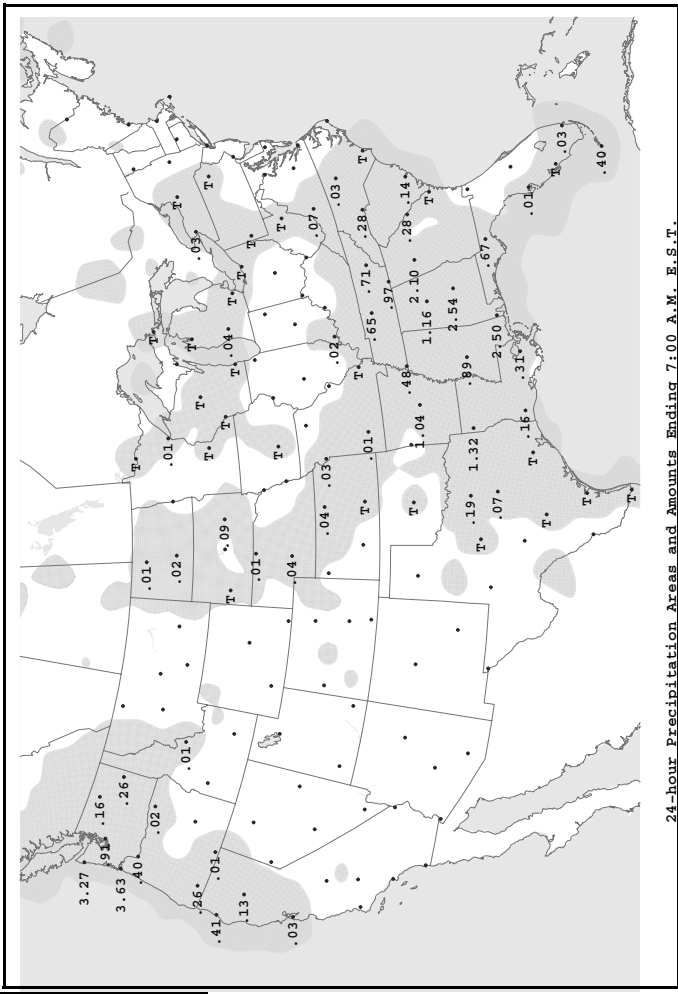 3.27
.16
.91
3.63
.26
T
.40
.01
T
.02
.01
.02
T
.01
T
.03
.26
T
T
T
.01
.41
.09
T
.04
T
T
T
T
.13
T
.01
T
T
.04
.03
.07
.04
.03
.02
.03
T
.28
T
T
.71
.01
.65
.97
.48
.28
.14
T
2.10
1.04
1.16
T
2.54
.89
.19
1.32
T
.67
.07
2.50
.31
.16
.01
T
T
T
.03
T
.40
T
24-hour Precipitation Areas and Amounts Ending 7:00 A.M. E.S.T.